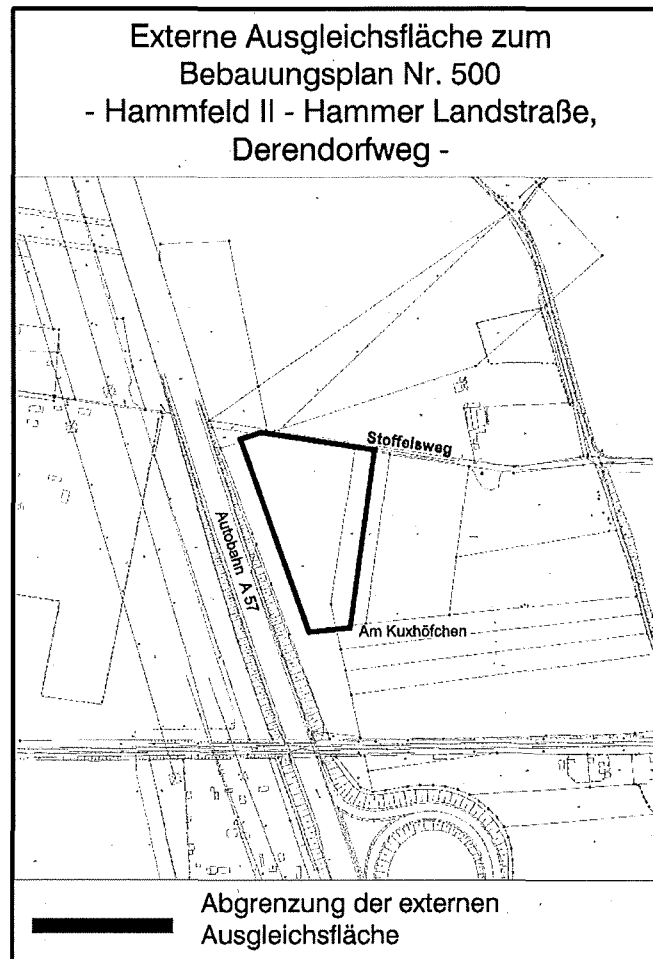 Externe Ausgleichsfläche zum
Bebauungsplan Nr. 500
- Hammfeld II - Hammer Landstraße,
Derendorfweg -
Stoffelsweg
Autobahn A 57
Am Kuxhöfchen
Abgrenzung der externen
Ausgleichsfläche